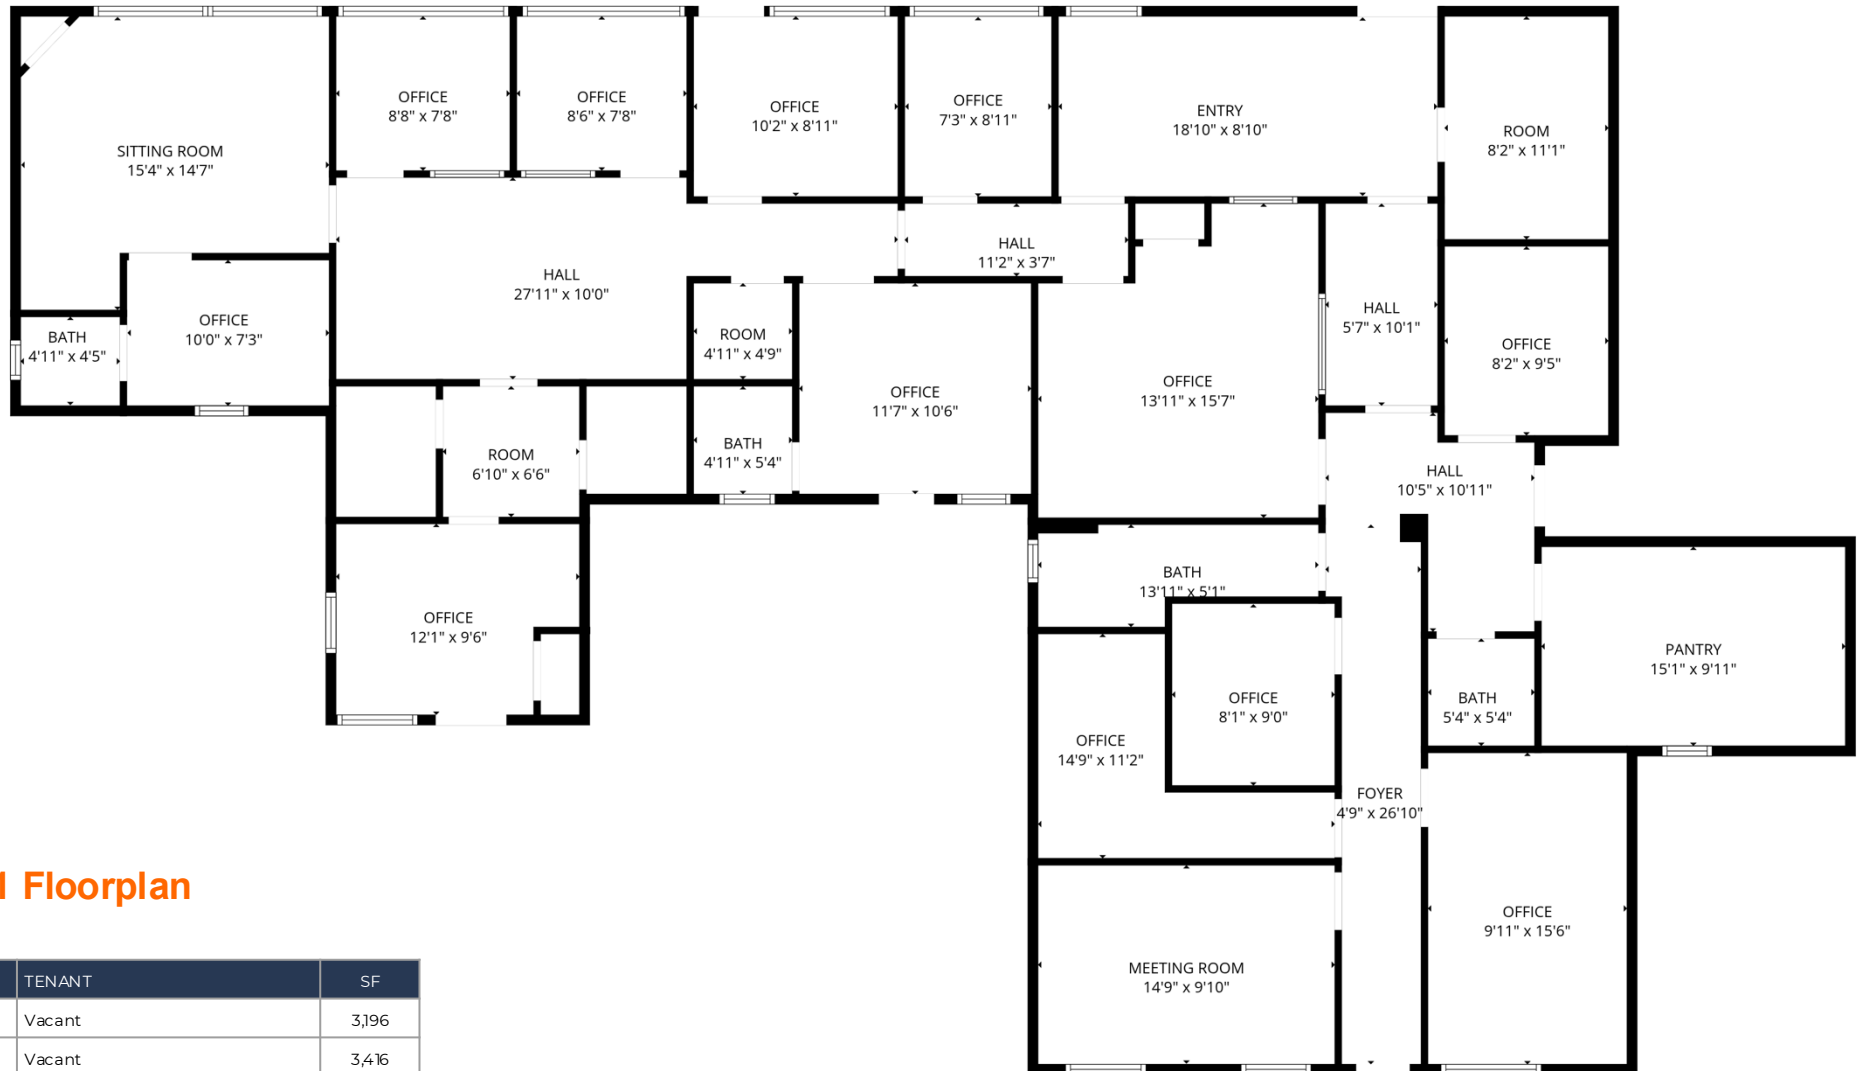 SITTING ROOM
15'4" x 14'7"
OFFICE
8'8" x 7'8"
OFFICE
8'6" x 7'8"
OFFICE
10'2" x 8'11"
OFFICE
7'3" x 8'11"
ENTRY
18'10" x 8'10"
ROOM
8'2" x 11'1"
HALL
11'2" x 3'7"
HALL
27'11" x 10'0"
BATH
4'11" x 4'5"
OFFICE
10'0" x 7'3"
ROOM
4'11" x 4'9"
OFFICE
11'7" x 10'6"
OFFICE
13'11" x 15'7"
HALL
5'7" x 10'1"
OFFICE
8'2" x 9'5"
ROOM
6'10" x 6'6"
BATH
4'11" x 5'4"
HALL
10'5" x 10'11"
BATH
13'11" x 5'1"
OFFICE
12'1" x 9'6"
OFFICE
8'1" x 9'0"
BATH
5'4" x 5'4"
PANTRY
15'1" x 9'11"
OFFICE
14'9" x 11'2"
FOYER
4'9" x 26'10"
OFFICE
9'11" x 15'6"
MEETING ROOM
14'9" x 9'10"
1 Floorplan
TENANT SF
Vacant 3,196
Vacant 3,416